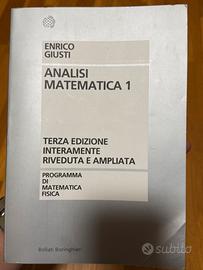 ENRICO
GIUSTI
ANALISI
MATEMATICA 1
TERZA EDIZIONE
INTERAMENTE
RIVEDUTA E AMPLIATA
PROGRAMMA
DI
MATEMATICA
FISICA
Bollati Boringhieri
subito